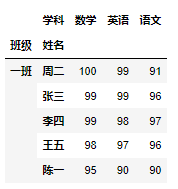 学科 数学 英语 语文
班级 姓名
一班 周二 100 99 91
张三 99 99 96
李四 99 98 97
王五 98 97 96
陈一 95 90 90